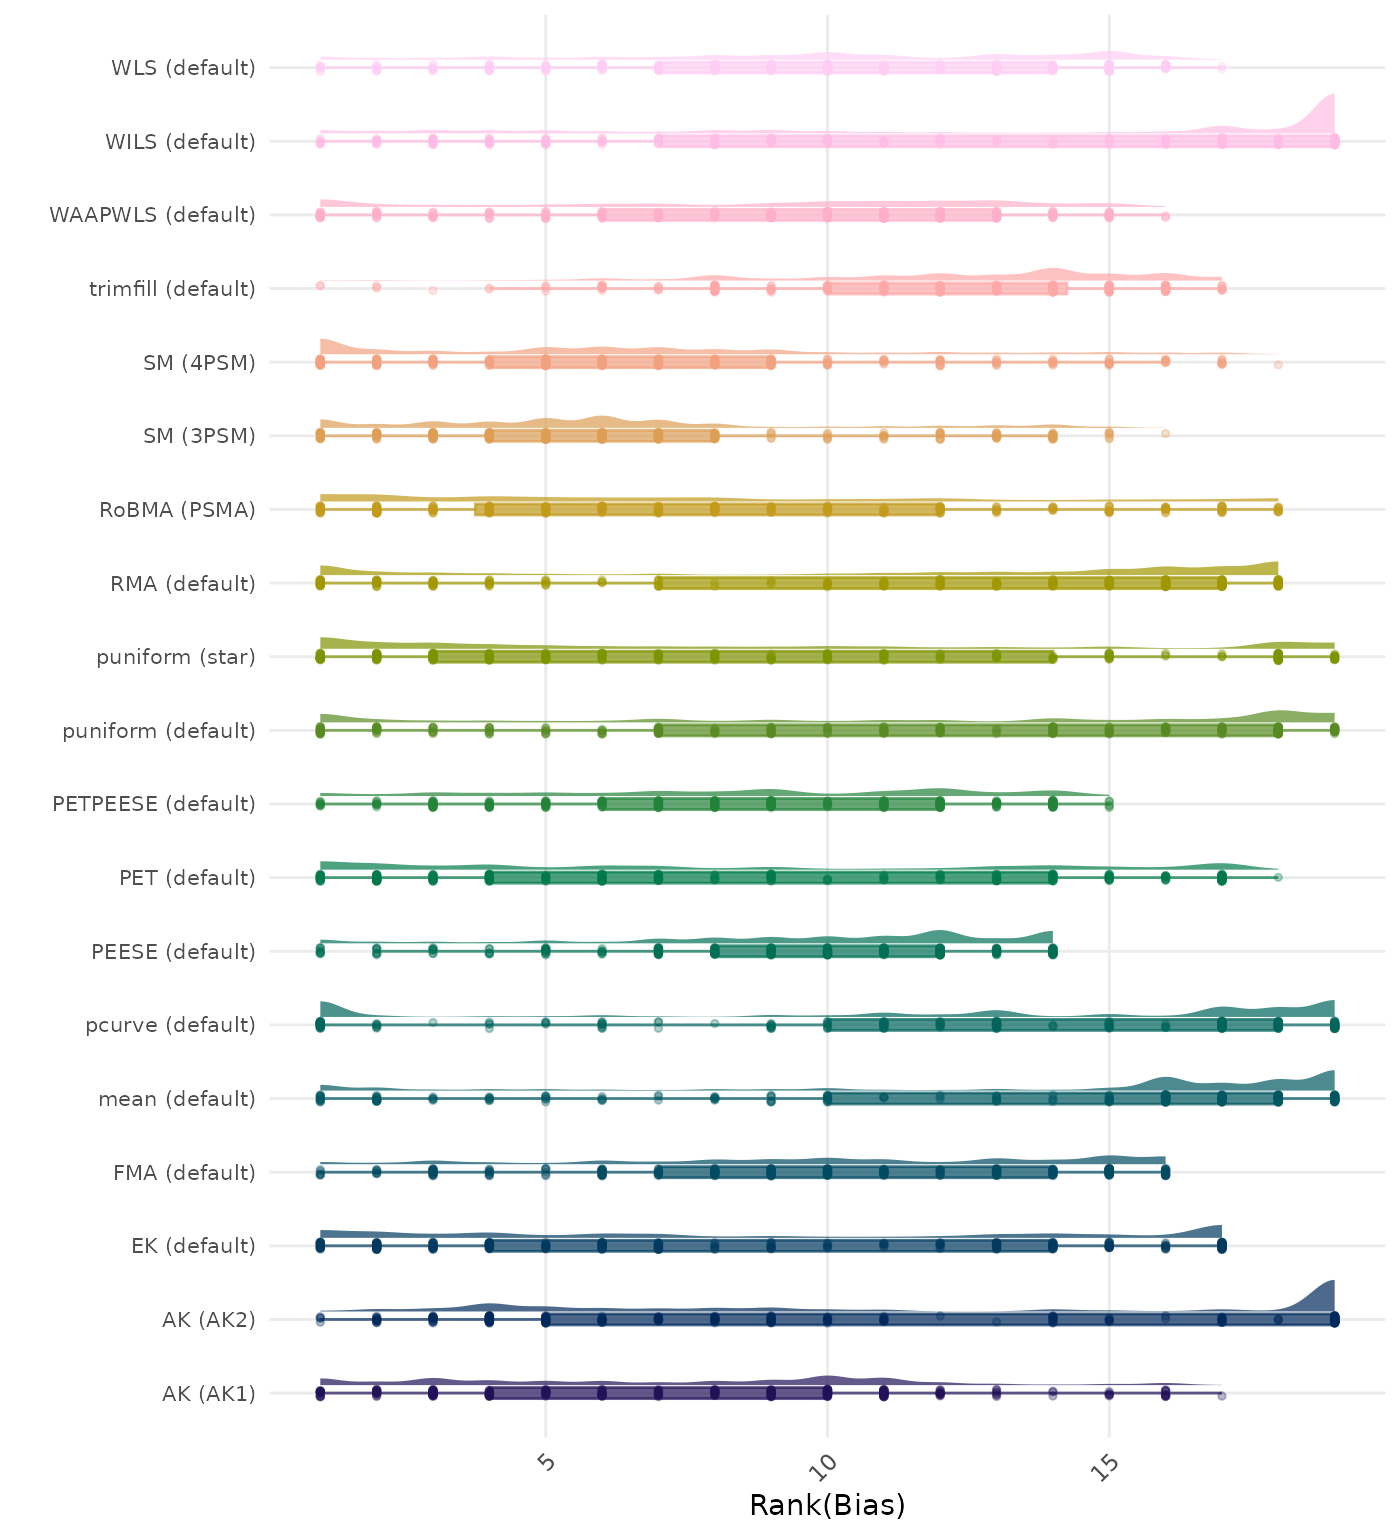 WLS (default)
WILS (default)
WAAPWLS (default)
trimfill (default)
SM (4PSM)
SM (3PSM)
RoBMA (PSMA)
RMA (default)
puniform (star)
puniform (default)
PETPEESE (default)
PET (default)
PEESE (default)
pcurve (default)
mean (default)
FMA (default)
EK (default)
AK (AK2)
AK (AK1)
5 10 15
Rank(Bias)